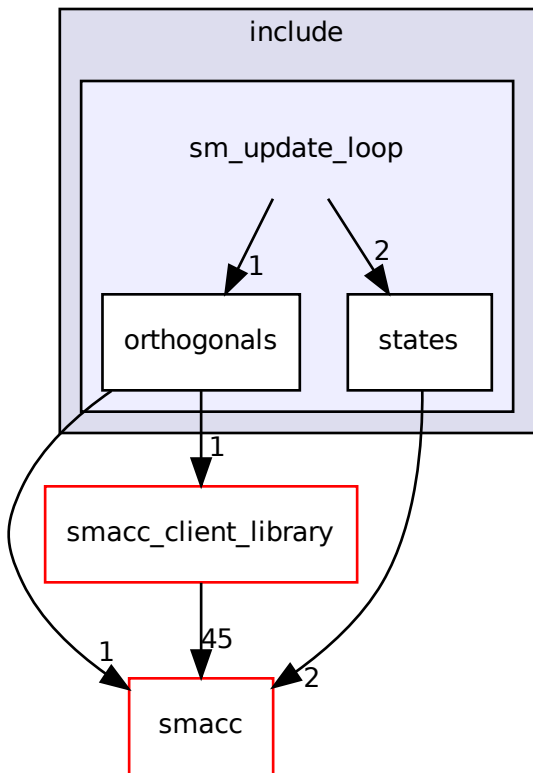 include
sm_update_loop
1
2
orthogonals
states
1
smacc_client_library
45
1
2
smacc